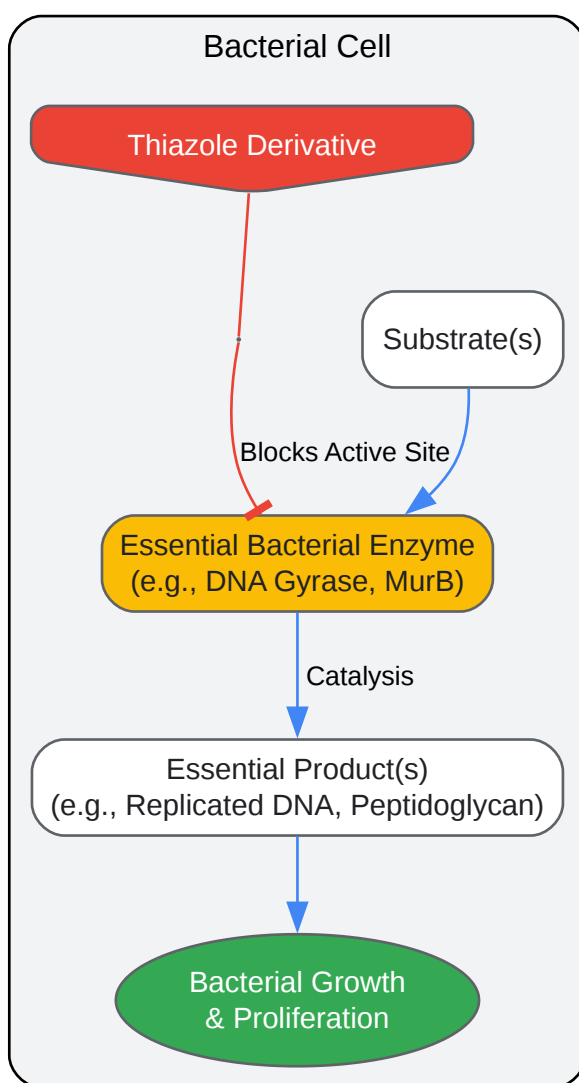 Bacterial Cell
Thiazole Derivative
Substrate(s)
Blocks Active Site
Essential Bacterial Enzyme
(e.g., DNA Gyrase, MurB)
Catalysis
Essential Product(s)
(e.g., Replicated DNA, Peptidoglycan)
Bacterial Growth
& Proliferation